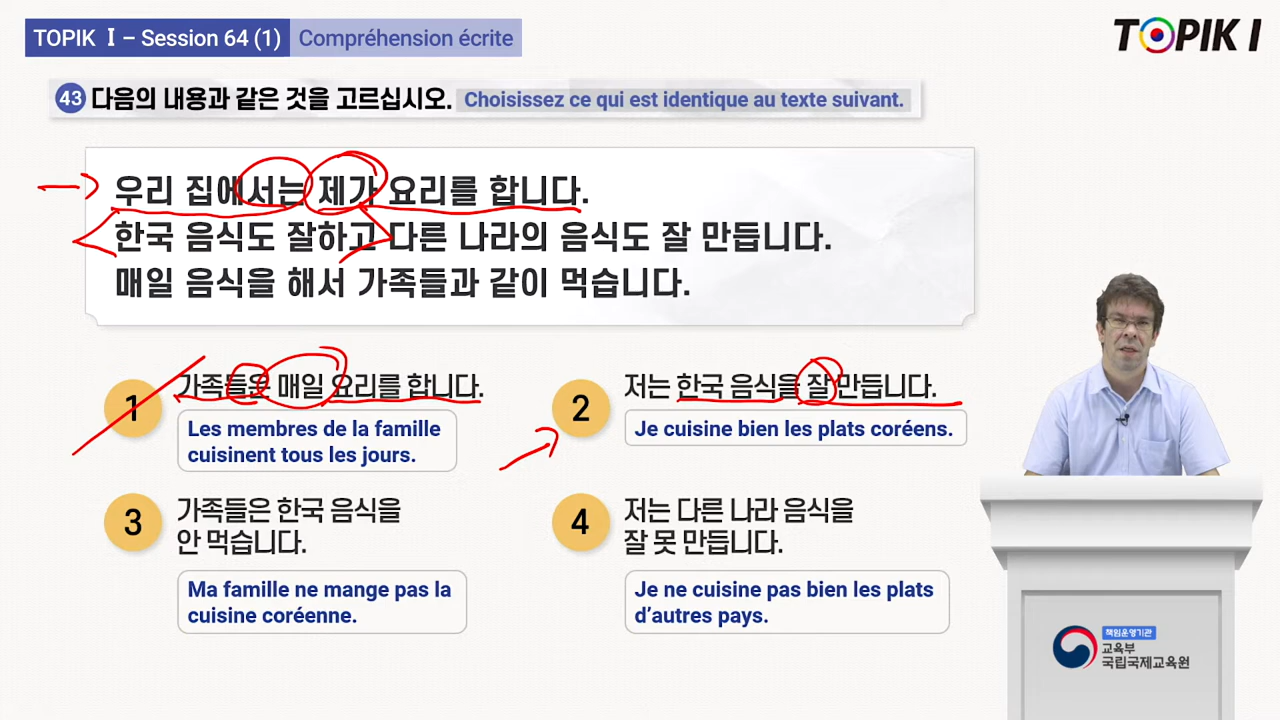 TOPIK Ⅰ – Session 64 (1) Compréhension écrite
TOPIK I
43 다음의 내용과 같은 것을 고르십시오. Choisissez ce qui est identique au texte suivant.
우리 집에서는 제가 요리를 합니다.
한국 음식도 잘하고 다른 나라의 음식도 잘 만듭니다.
매일 음식을 해서 가족들과 같이 먹습니다.
1 가족들은 매일 요리를 합니다.
Les membres de la famille
cuisinent tous les jours.
2 저는 한국 음식을 잘 만듭니다.
Je cuisine bien les plats coréens.
3 가족들은 한국 음식을
안 먹습니다.
Ma famille ne mange pas la
cuisine coréenne.
4 저는 다른 나라 음식을
잘 못 만듭니다.
Je ne cuisine pas bien les plats
d’autres pays.
책임운영기관
교육부
국립국제교육원